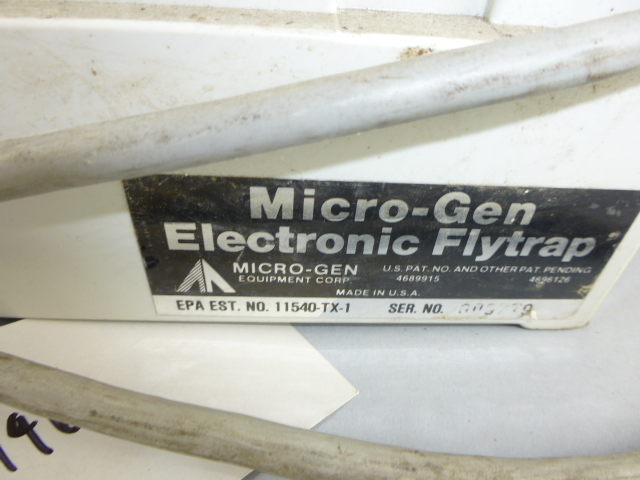 Micro-Gen
Electronic Flytrap
MICRO-GEN
EQUIPMENT CORP.
U.S. PAT. NO. AND OTHER PAT. PENDING
4689915 4696126
MADE IN U.S.A.
EPA EST. NO. 11540-TX-1 SER. NO.